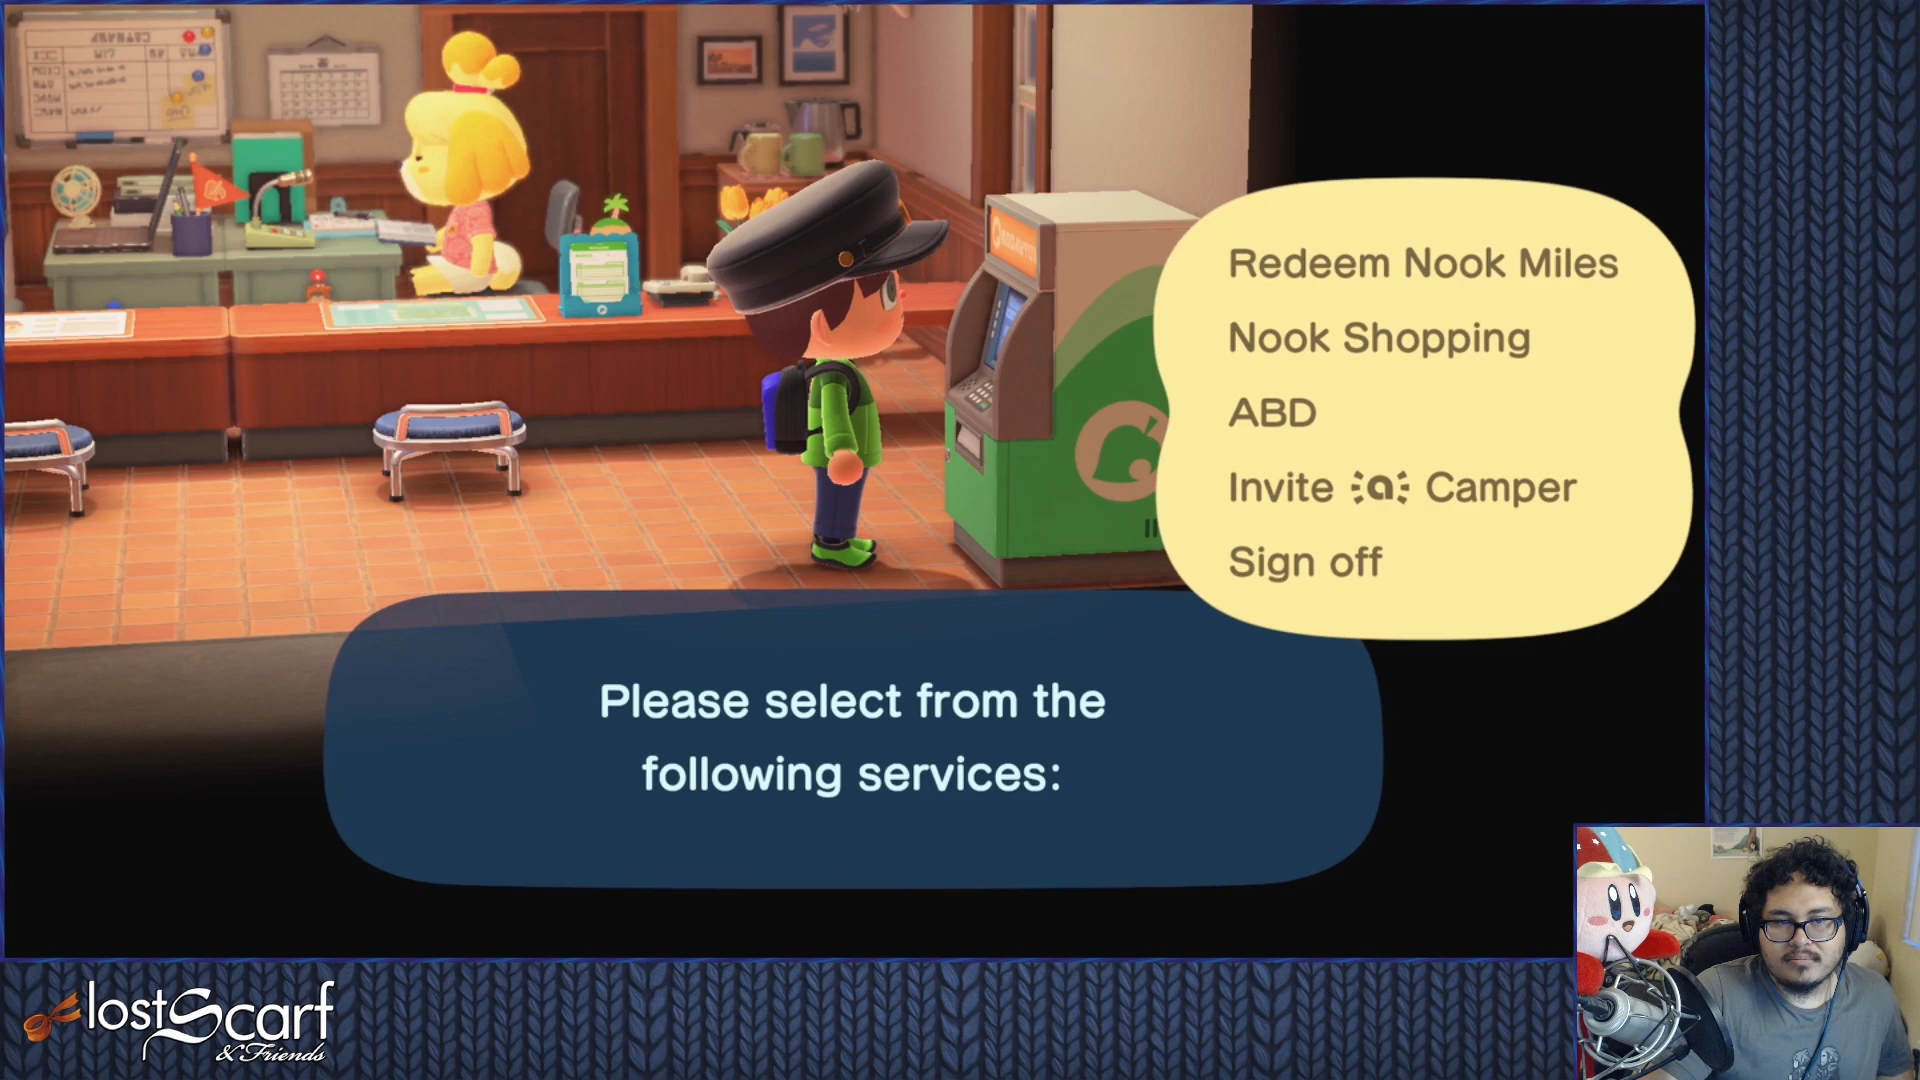 Redeem Nook Miles
Nook Shopping
ABD
Invite a Camper
Sign off
Please select from the
following services:
lostScarf
& Friends